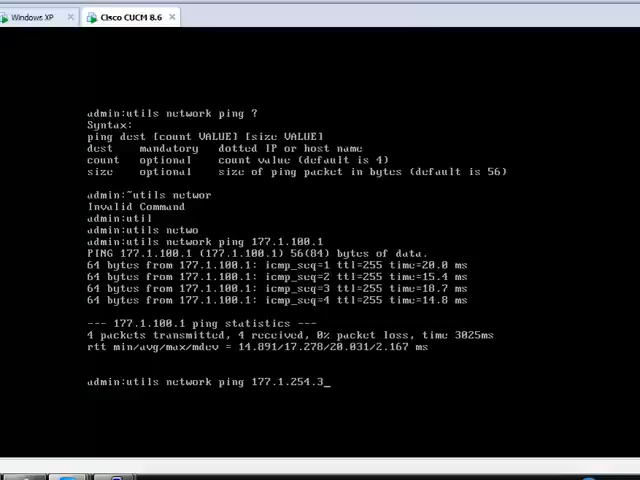 Windows XP
Cisco CUCM 8.6
admin:utils network ping ?
Syntax:
ping dest [count VALUE] [size VALUE]
dest mandatory dotted IP or host name
count optional count value (default is 4)
size optional size of ping packet in bytes (default is 56)
admin:~utils networ
Invalid Command
admin:util
admin:utils netwo
admin:utils network ping 177.1.100.1
PING 177.1.100.1 (177.1.100.1) 56(84) bytes of data.
64 bytes from 177.1.100.1: icmp_seq=1 ttl=255 time=20.0 ms
64 bytes from 177.1.100.1: icmp_seq=2 ttl=255 time=15.4 ms
64 bytes from 177.1.100.1: icmp_seq=3 ttl=255 time=18.7 ms
64 bytes from 177.1.100.1: icmp_seq=4 ttl=255 time=14.8 ms
--- 177.1.100.1 ping statistics ---
4 packets transmitted, 4 received, 0% packet loss, time 3025ms
rtt min/avg/max/mdev = 14.891/17.278/20.031/2.167 ms
admin:utils network ping 177.1.254.3_